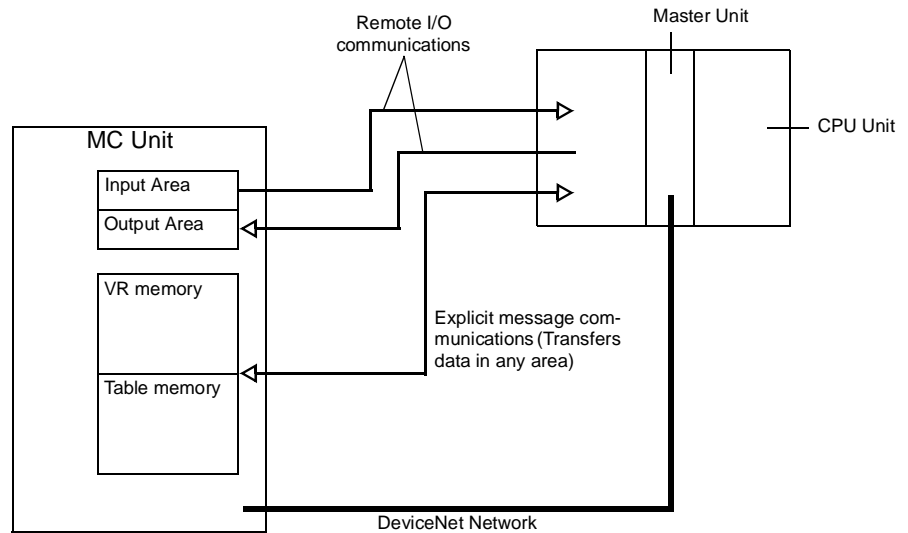 Remote I/O
communications
Master Unit
CPU Unit
MC Unit
Input Area
Output Area
VR memory
Table memory
Explicit message com-
munications (Transfers
data in any area)
DeviceNet Network